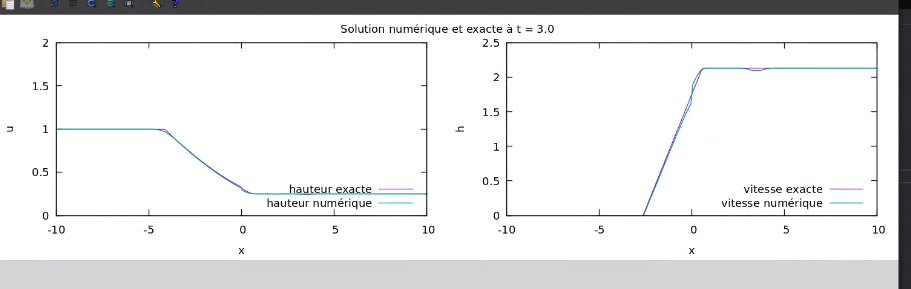 Solution numérique et exacte à t = 3.0
2
1.5
1
0.5
0
u
-10
-5
0
5
10
x
hauteur exacte
hauteur numérique
2.5
2
1.5
1
0.5
0
h
-10
-5
0
5
10
x
vitesse exacte
vitesse numérique